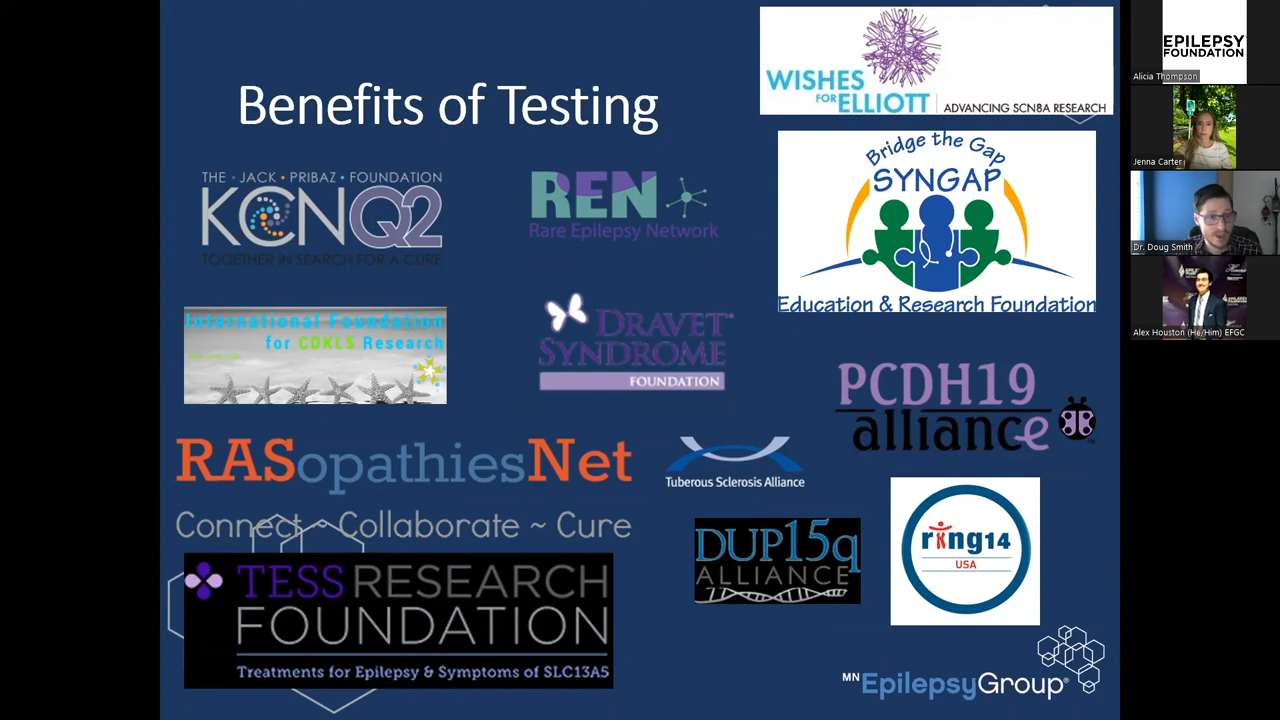 Benefits of Testing
WISHES
FOR ELLIOTT
ADVANCING SCN8A RESEARCH
THE · JACK · PRIBAZ · FOUNDATION
KCNQ2
TOGETHER IN SEARCH FOR A CURE
REN
Rare Epilepsy Network
Bridge the Gap
SYNGAP
Education & Research Foundation
International Foundation
for CDKLS Research
DRAVET
SYNDROME
FOUNDATION
PCDH19
alliance
RASopathiesNet
Connect ~ Collaborate ~ Cure
Tuberous Sclerosis Alliance
DUP15q
ALLIANCE
ring14
USA
TESS RESEARCH
FOUNDATION
Treatments for Epilepsy & Symptoms of SLC13A5
MN EpilepsyGroup®
EPILEPSY
FOUNDATION
Alicia Thompson
Jenna Carter
Dr. Doug Smith
Alex Houston (He/Him) EFGC